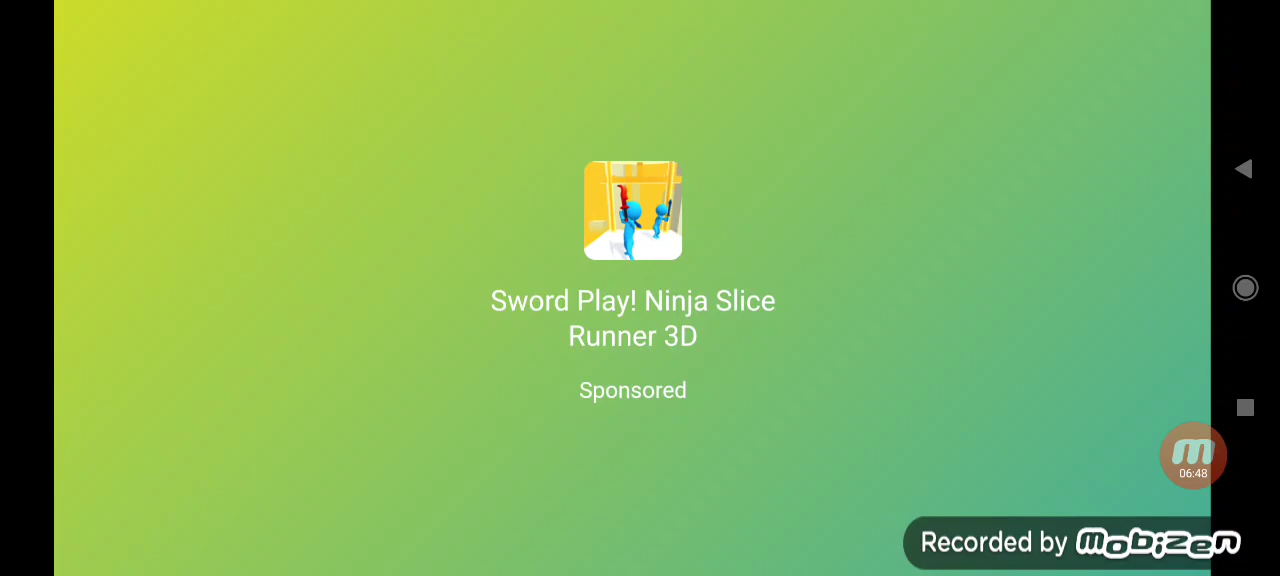 Sword Play! Ninja Slice
Runner 3D
Sponsored
m
06:48
Recorded by mobizen